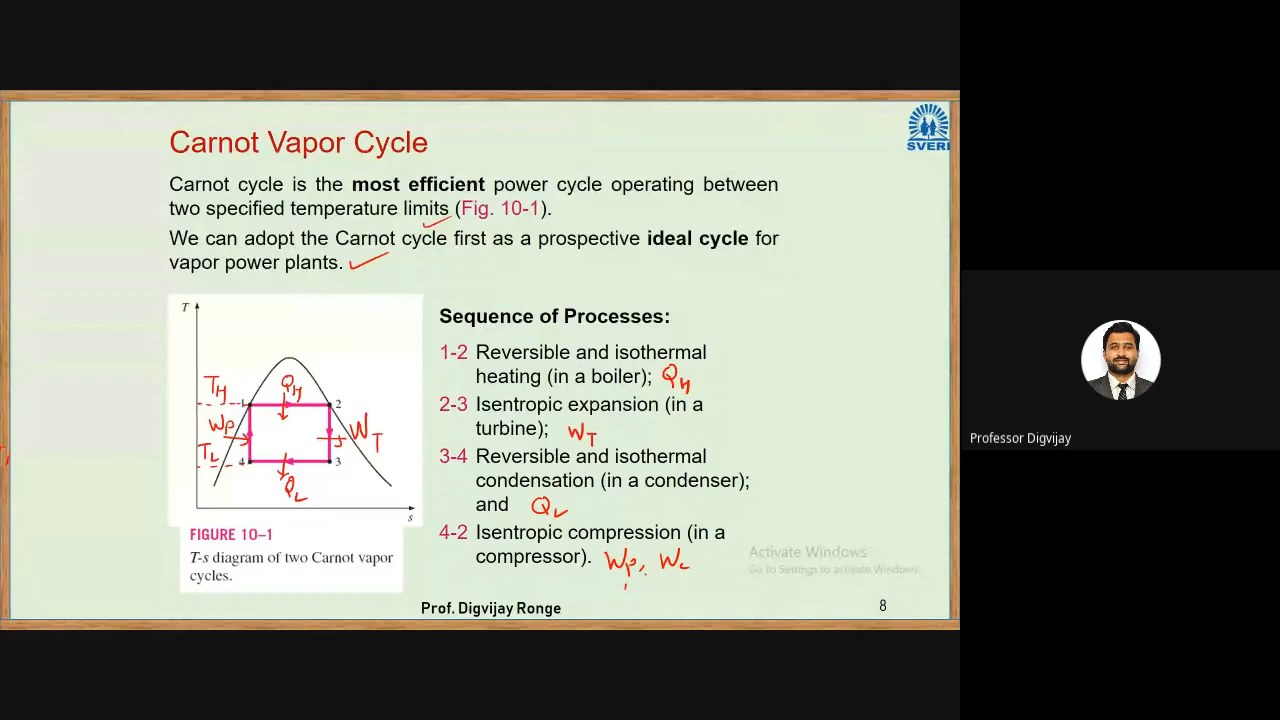 Carnot Vapor Cycle
SVERI
Carnot cycle is the most efficient power cycle operating between
two specified temperature limits (Fig. 10-1).
We can adopt the Carnot cycle first as a prospective ideal cycle for
vapor power plants.
T
TH
QH
1
2
WP
WT
TL
4
3
QL
s
FIGURE 10–1
T-s diagram of two Carnot vapor
cycles.
Sequence of Processes:
1-2 Reversible and isothermal
heating (in a boiler); QH
2-3 Isentropic expansion (in a
turbine); WT
3-4 Reversible and isothermal
condensation (in a condenser);
and QL
4-2 Isentropic compression (in a
compressor). WP, Wc
Activate Windows
Go to Settings to activate Windows.
Prof. Digvijay Ronge
8
Professor Digvijay